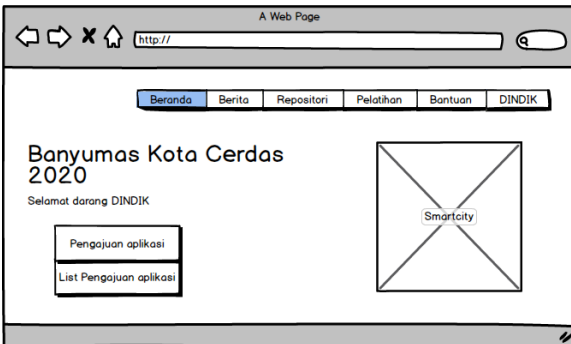 A Web Page
http://
Beranda Berita Repositori Pelatihan Bantuan DINDIK
Banyumas Kota Cerdas
2020
Selamat darang DINDIK
Smartcity
Pengajuan aplikasi
List Pengajuan aplikasi